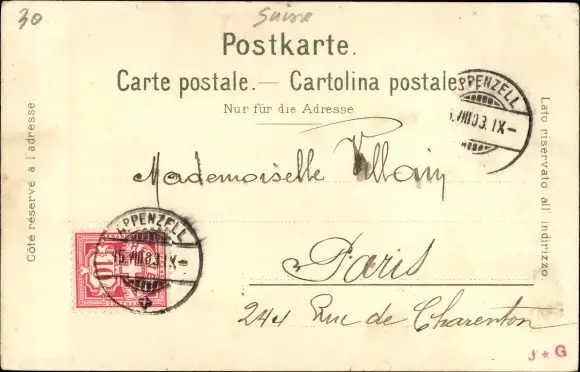 30
Suisse
Postkarte.
Carte postale. — Cartolina postale
Nur für die Adresse
Côté réservé à l'adresse.
Lato riservato all' indirizzo.
APPENZELL
VIII.03. IX-
Mademoiselle Villain
APPENZELL
15.VIII.03. IX-
10
Paris
244 Rue de Charenton
J★G